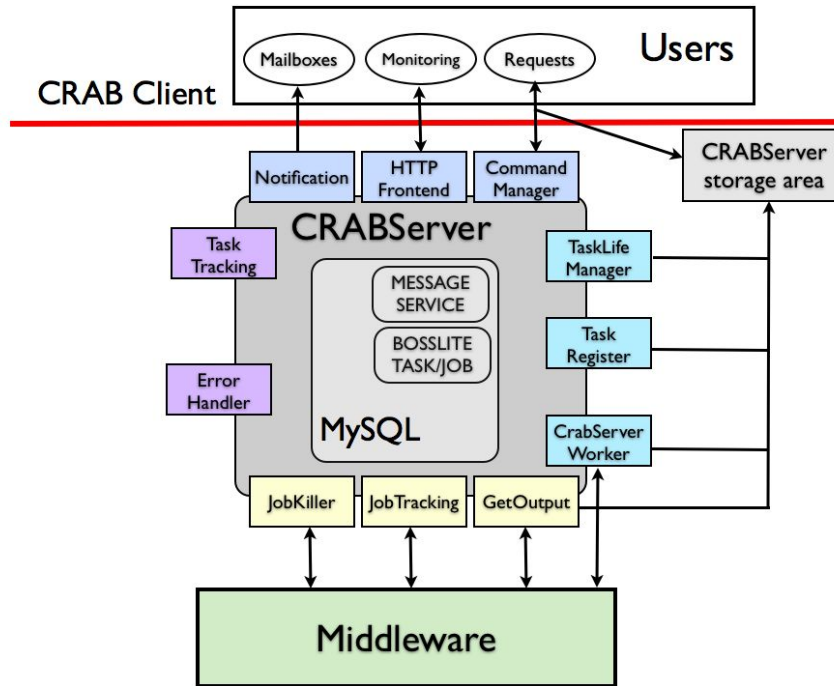 Users
Mailboxes
Monitoring
Requests
CRAB Client
Notification
HTTP
Frontend
Command
Manager
CRABServer
storage area
CRABServer
Task
Tracking
TaskLife
Manager
MESSAGE
SERVICE
BOSSLITE
TASK/JOB
Task
Register
Error
Handler
MySQL
CrabServer
Worker
JobKiller
JobTracking
GetOutput
Middleware